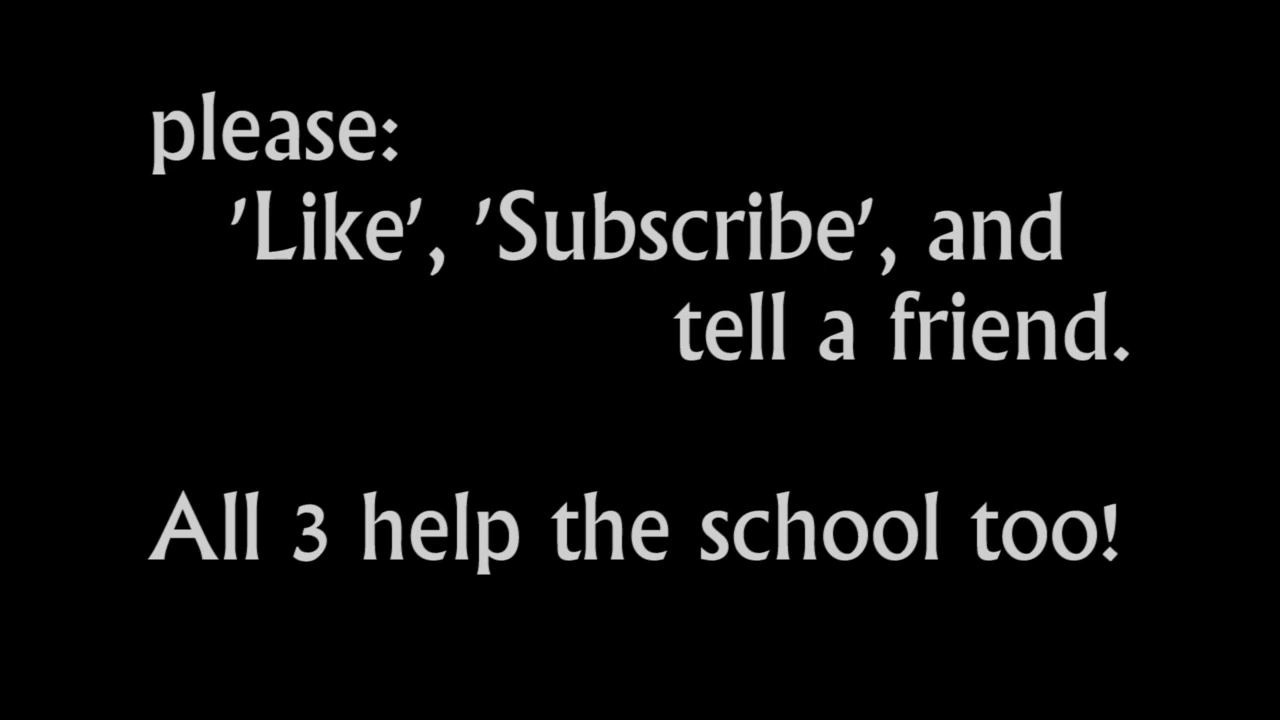 please:
'Like', 'Subscribe', and
tell a friend.
All 3 help the school too!